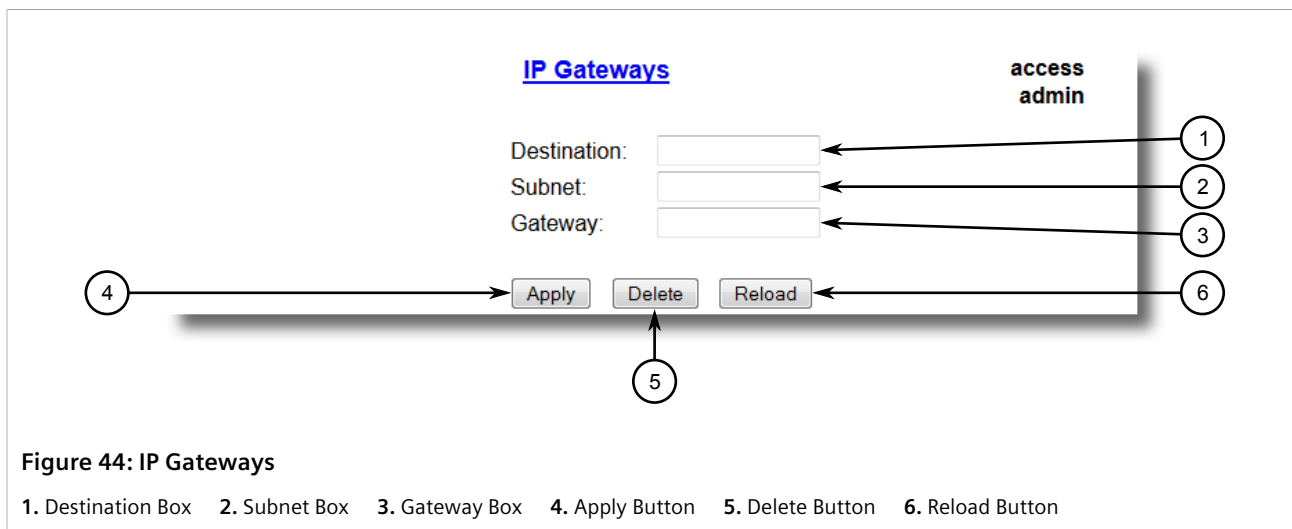 IP Gateways
access
admin
Destination:
1
Subnet:
2
Gateway:
3
4
Apply Delete Reload
6
5
Figure 44: IP Gateways
1. Destination Box 2. Subnet Box 3. Gateway Box 4. Apply Button 5. Delete Button 6. Reload Button